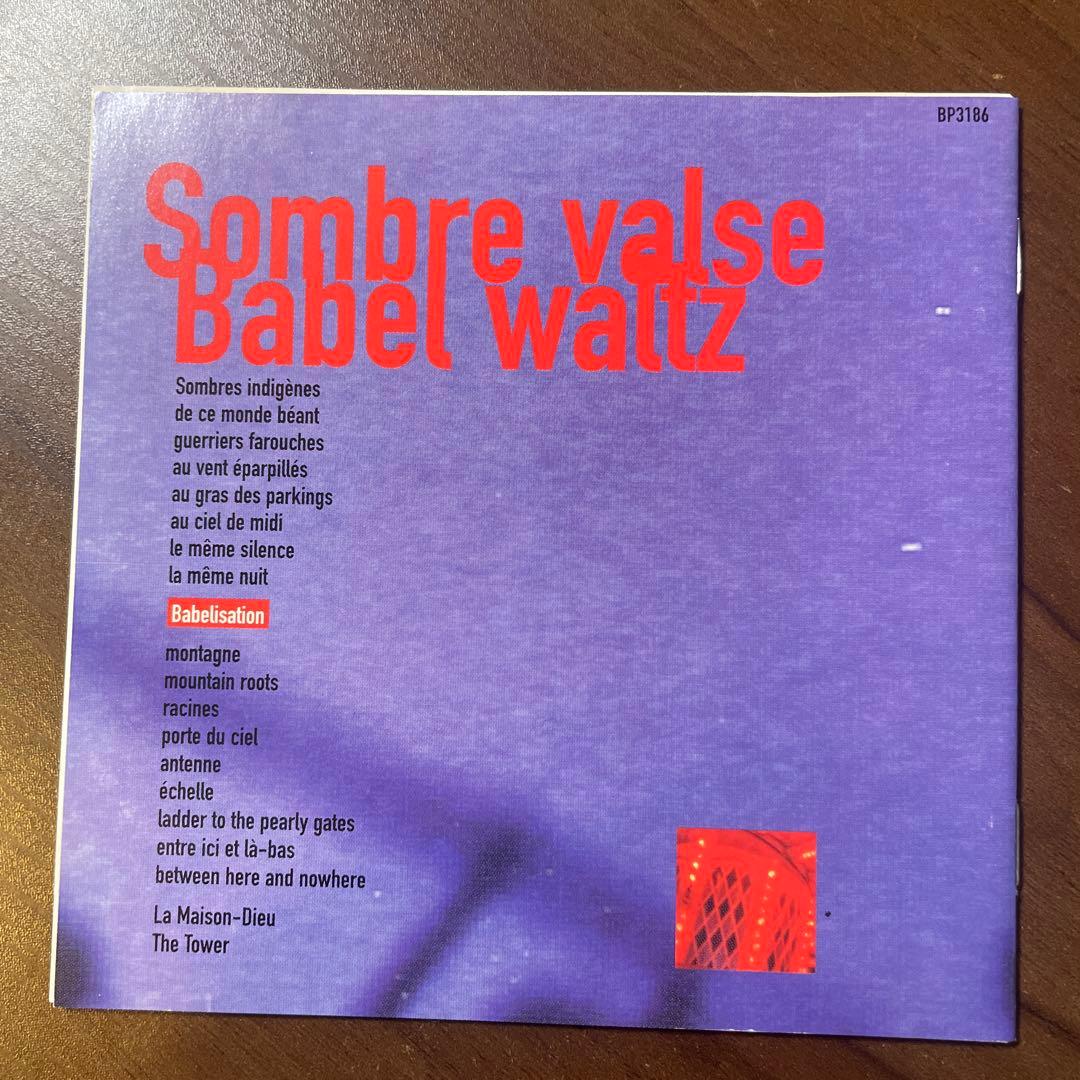 BP3186
Sombre valse
Babel waltz
Sombres indigènes
de ce monde béant
guerriers farouches
au vent éparpillés
au gras des parkings
au ciel de midi
le même silence
la même nuit
Babelisation
montagne
mountain roots
racines
porte du ciel
antenne
échelle
ladder to the pearly gates
entre ici et là-bas
between here and nowhere
La Maison-Dieu
The Tower